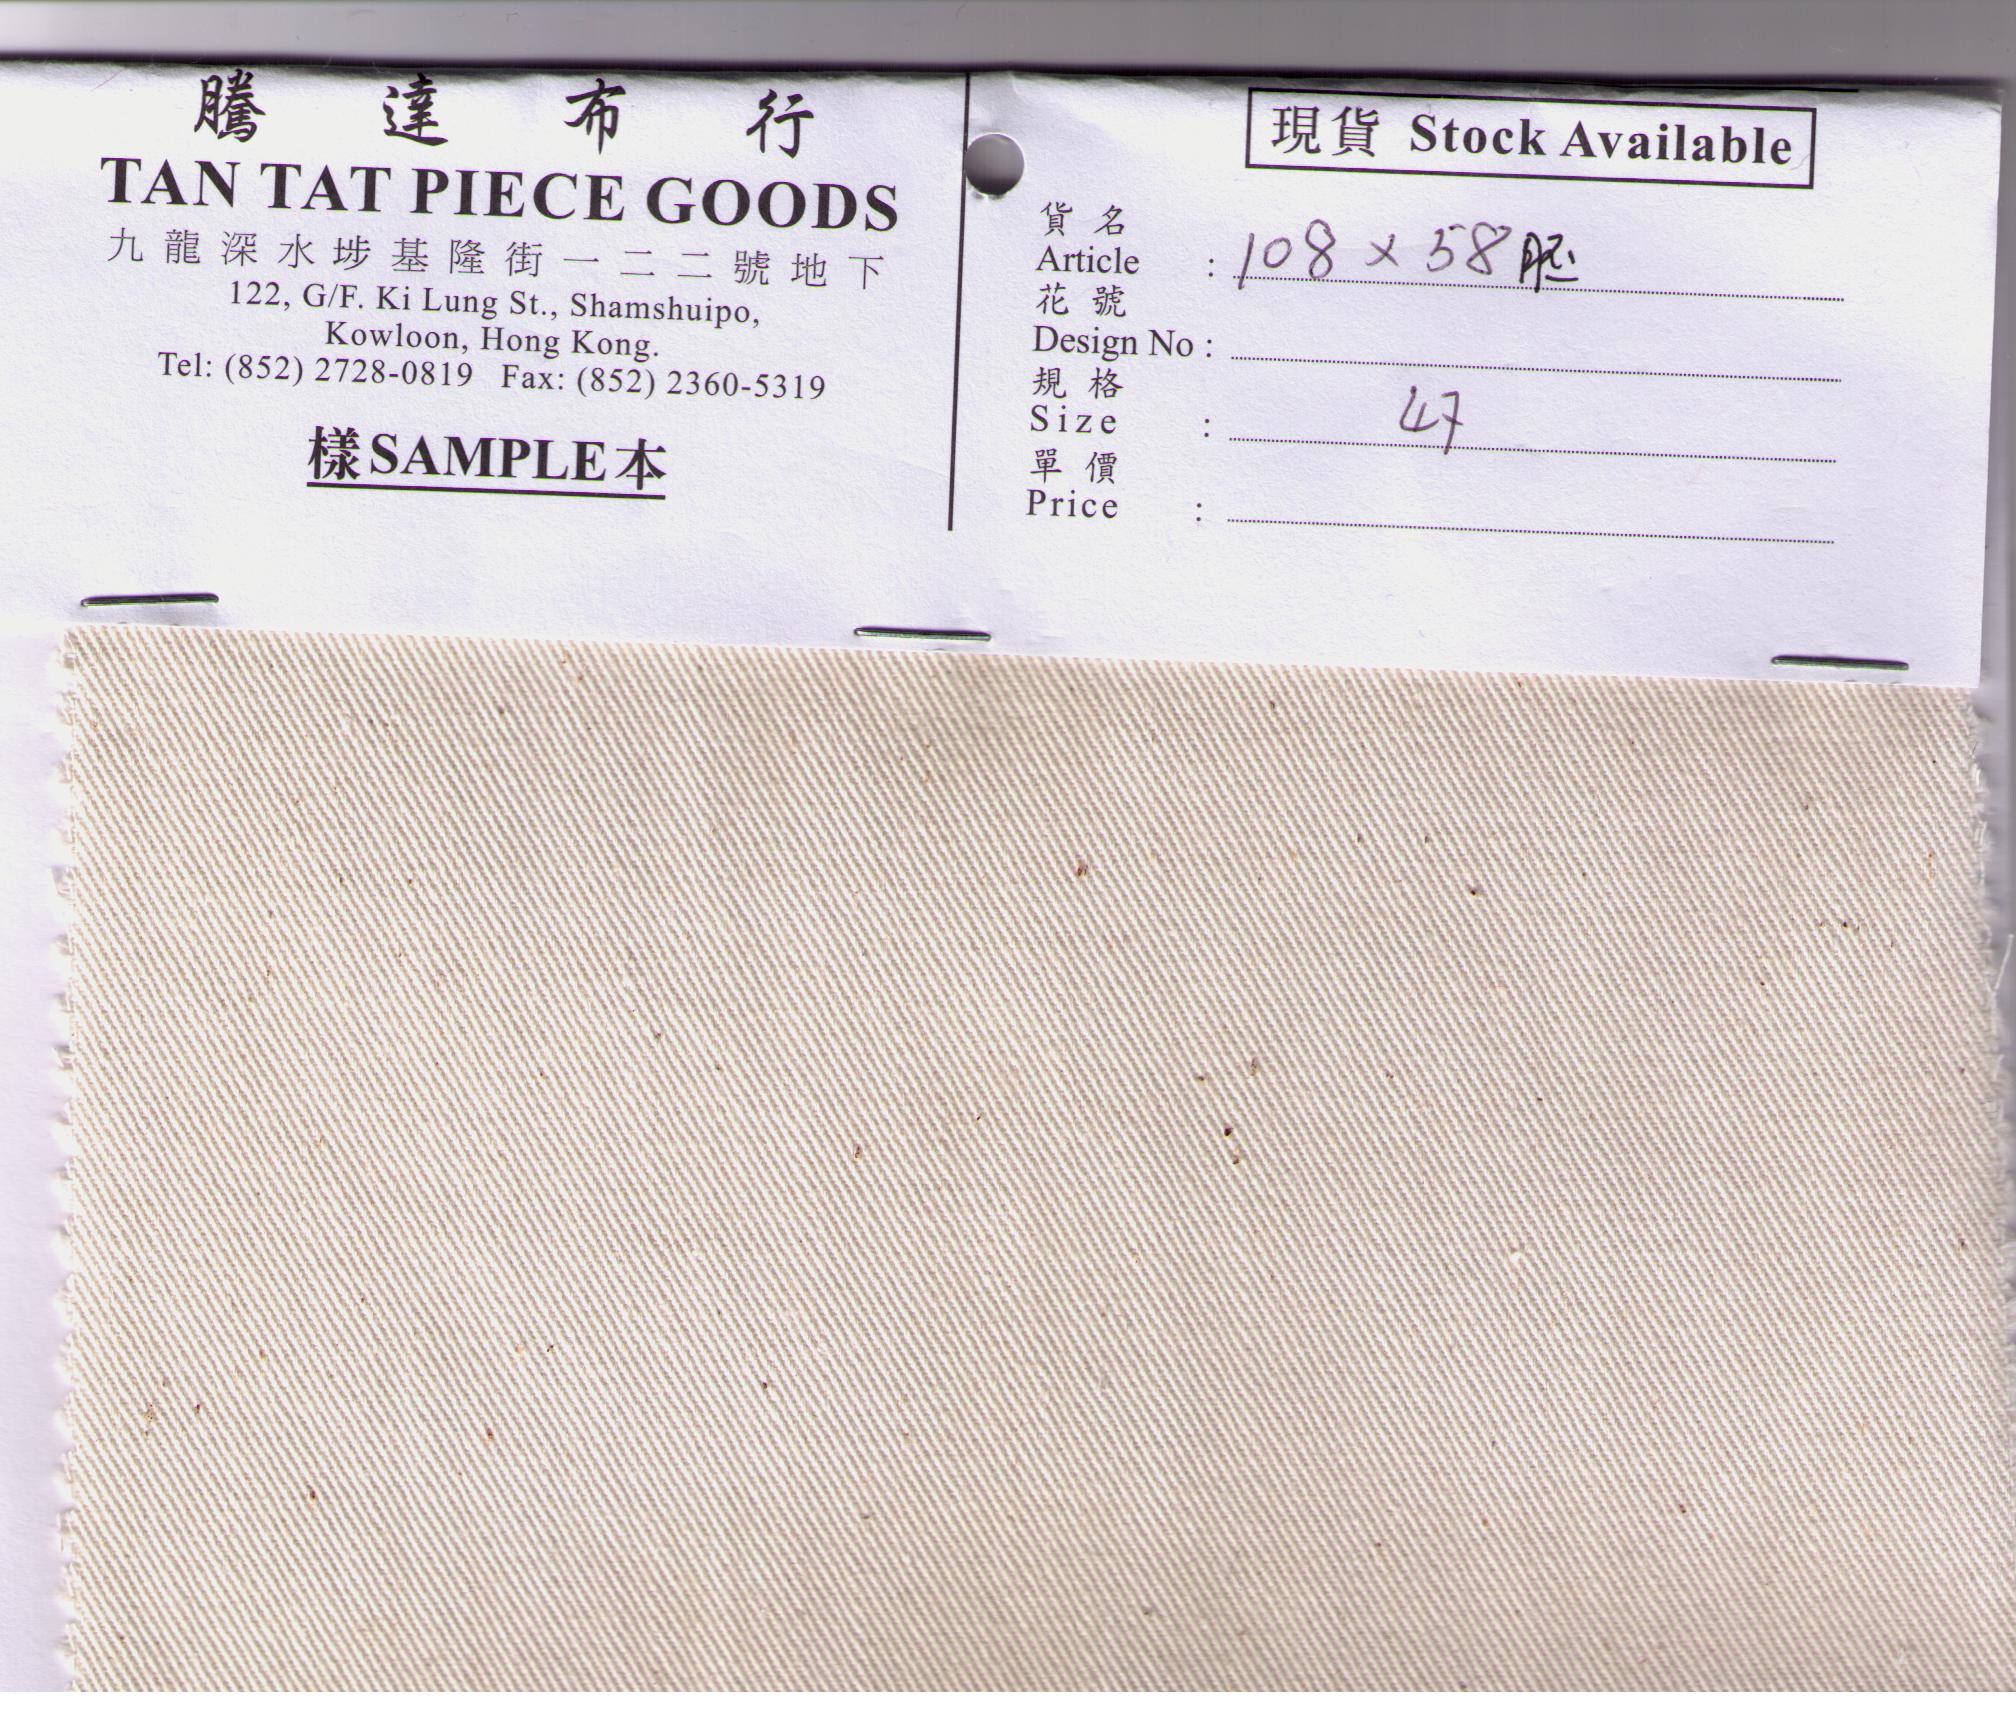 騰達布行
TAN TAT PIECE GOODS
九龍深水埗基隆街一二二號地下
122, G/F. Ki Lung St., Shamshuipo,
Kowloon, Hong Kong.
Tel: (852) 2728-0819 Fax: (852) 2360-5319
樣SAMPLE本
現貨 Stock Available
貨名
Article : 108 × 58 胚
花號
Design No :
規格
Size : 47
單價
Price :